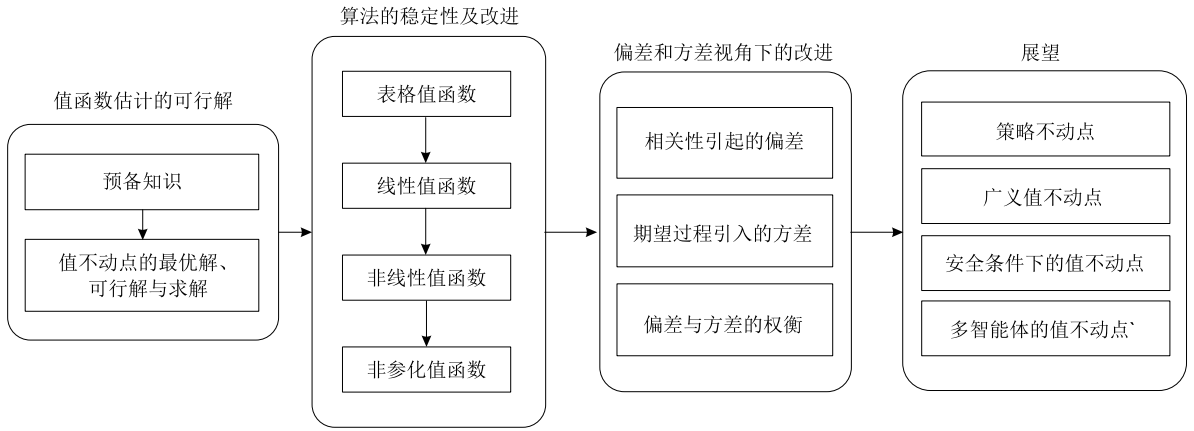 值函数估计的可行解
预备知识
值不动点的最优解、
可行解与求解
算法的稳定性及改进
表格值函数
线性值函数
非线性值函数
非参化值函数
偏差和方差视角下的改进
相关性引起的偏差
期望过程引入的方差
偏差与方差的权衡
展望
策略不动点
广义值不动点
安全条件下的值不动点
多智能体的值不动点`